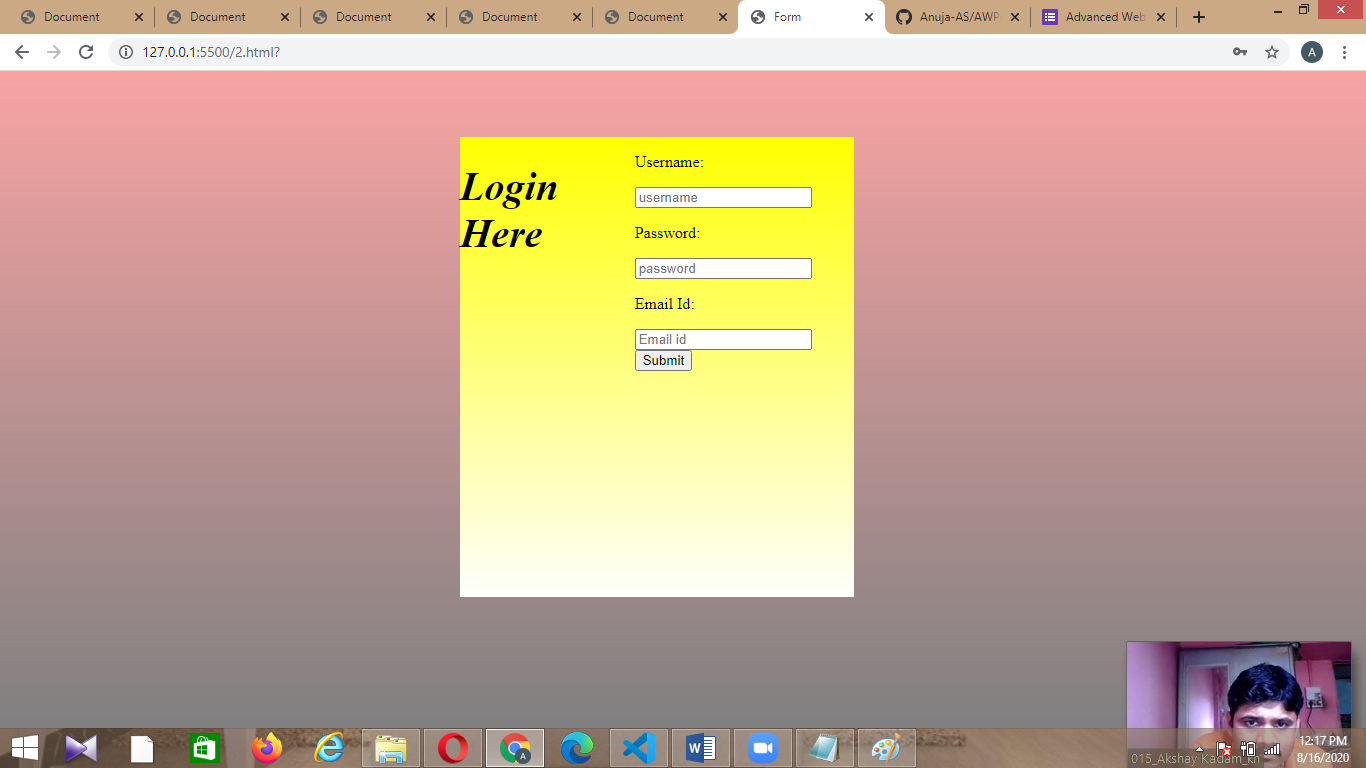 Document
Document
Document
Document
Document
Form
Anuja-AS/AWP
Advanced Web
127.0.0.1:5500/2.html?
A
Login
Here
Username:
username
Password:
password
Email Id:
Email id
Submit
A
015_Akshay Kadam_kn
12:17 PM
8/16/2020